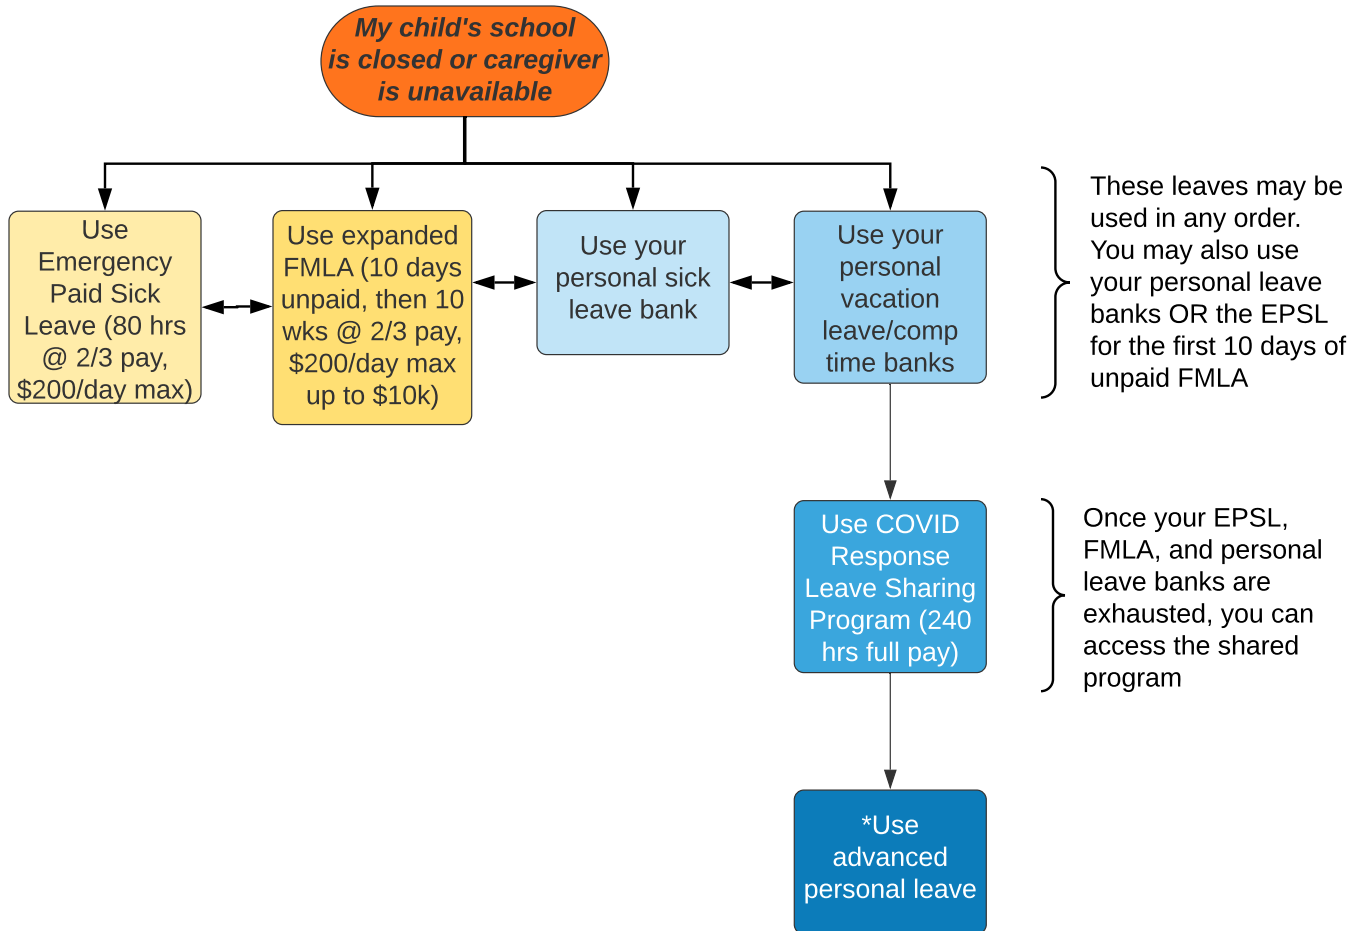 My child's school
is closed or caregiver
is unavailable
Use
Emergency
Paid Sick
Leave (80 hrs
@ 2/3 pay,
$200/day max)
Use expanded
FMLA (10 days
unpaid, then 10
wks @ 2/3 pay,
$200/day max
up to $10k)
Use your
personal sick
leave bank
Use your
personal
vacation
leave/comp
time banks
These leaves may be
used in any order.
You may also use
your personal leave
banks OR the EPSL
for the first 10 days of
unpaid FMLA
Use COVID
Response
Leave Sharing
Program (240
hrs full pay)
Once your EPSL,
FMLA, and personal
leave banks are
exhausted, you can
access the shared
program
*Use
advanced
personal leave